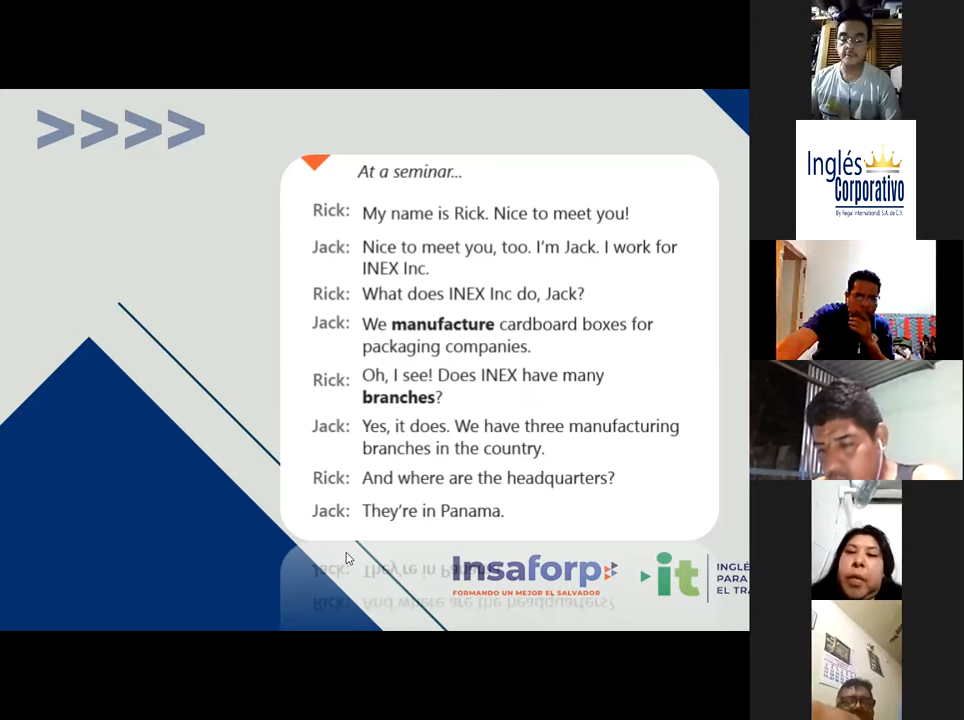 >>>>
At a seminar...
Rick: My name is Rick. Nice to meet you!
Jack: Nice to meet you, too. I'm Jack. I work for
INEX Inc.
Rick: What does INEX Inc do, Jack?
Jack: We manufacture cardboard boxes for
packaging companies.
Rick: Oh, I see! Does INEX have many
branches?
Jack: Yes, it does. We have three manufacturing
branches in the country.
Rick: And where are the headquarters?
Jack: They're in Panama.
Insaforp
FORMANDO UN MEJOR EL SALVADOR
it
INGLÉ
PARA
EL TRA
Inglés
Corporativo
By Regal International, S.A. de C.V.